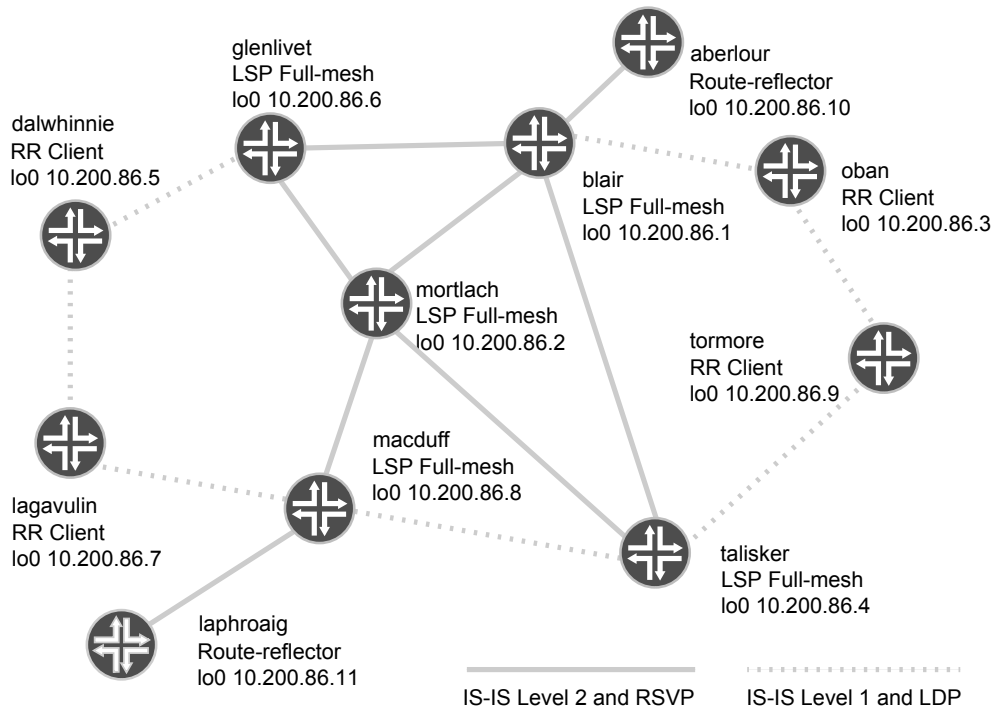 glenlivet
LSP Full-mesh
lo0 10.200.86.6
aberlour
Route-reflector
lo0 10.200.86.10
dalwhinnie
RR Client
lo0 10.200.86.5
blair
LSP Full-mesh
lo0 10.200.86.1
oban
RR Client
lo0 10.200.86.3
mortlach
LSP Full-mesh
lo0 10.200.86.2
tormore
RR Client
lo0 10.200.86.9
macduff
LSP Full-mesh
lo0 10.200.86.8
lagavulin
RR Client
lo0 10.200.86.7
talisker
LSP Full-mesh
lo0 10.200.86.4
laphroaig
Route-reflector
lo0 10.200.86.11
IS-IS Level 2 and RSVP
IS-IS Level 1 and LDP